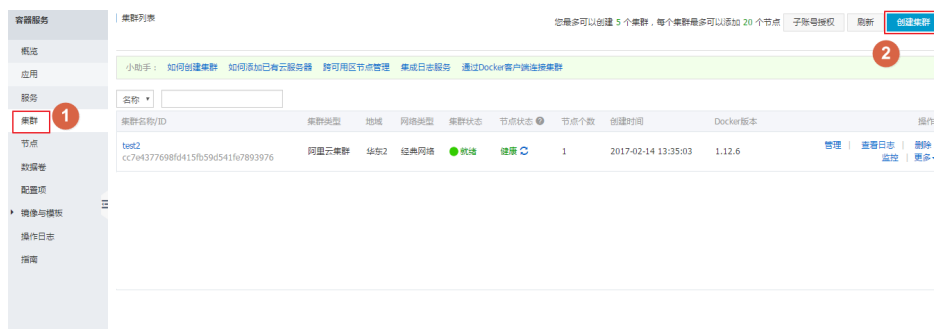 容器服务
集群列表
您最多可以创建 5 个集群，每个集群最多可以添加 20 个节点 子账号授权 刷新 创建集群
2
概览
应用
服务
集群
1
节点
数据卷
配置项
镜像与模板
操作日志
指南
小助手： 如何创建集群 如何添加已有云服务器 跨可用区节点管理 集成日志服务 通过Docker客户端连接集群
名称
集群名称/ID 集群类型 地域 网络类型 集群状态 节点状态 节点个数 创建时间 Docker版本 操作
test2
cc7e4377698fd415fb59d541fe7893976
阿里云集群 华东2 经典网络 就绪 健康 1 2017-02-14 13:35:03 1.12.6
管理 | 查看日志 | 删除
监控 | 更多